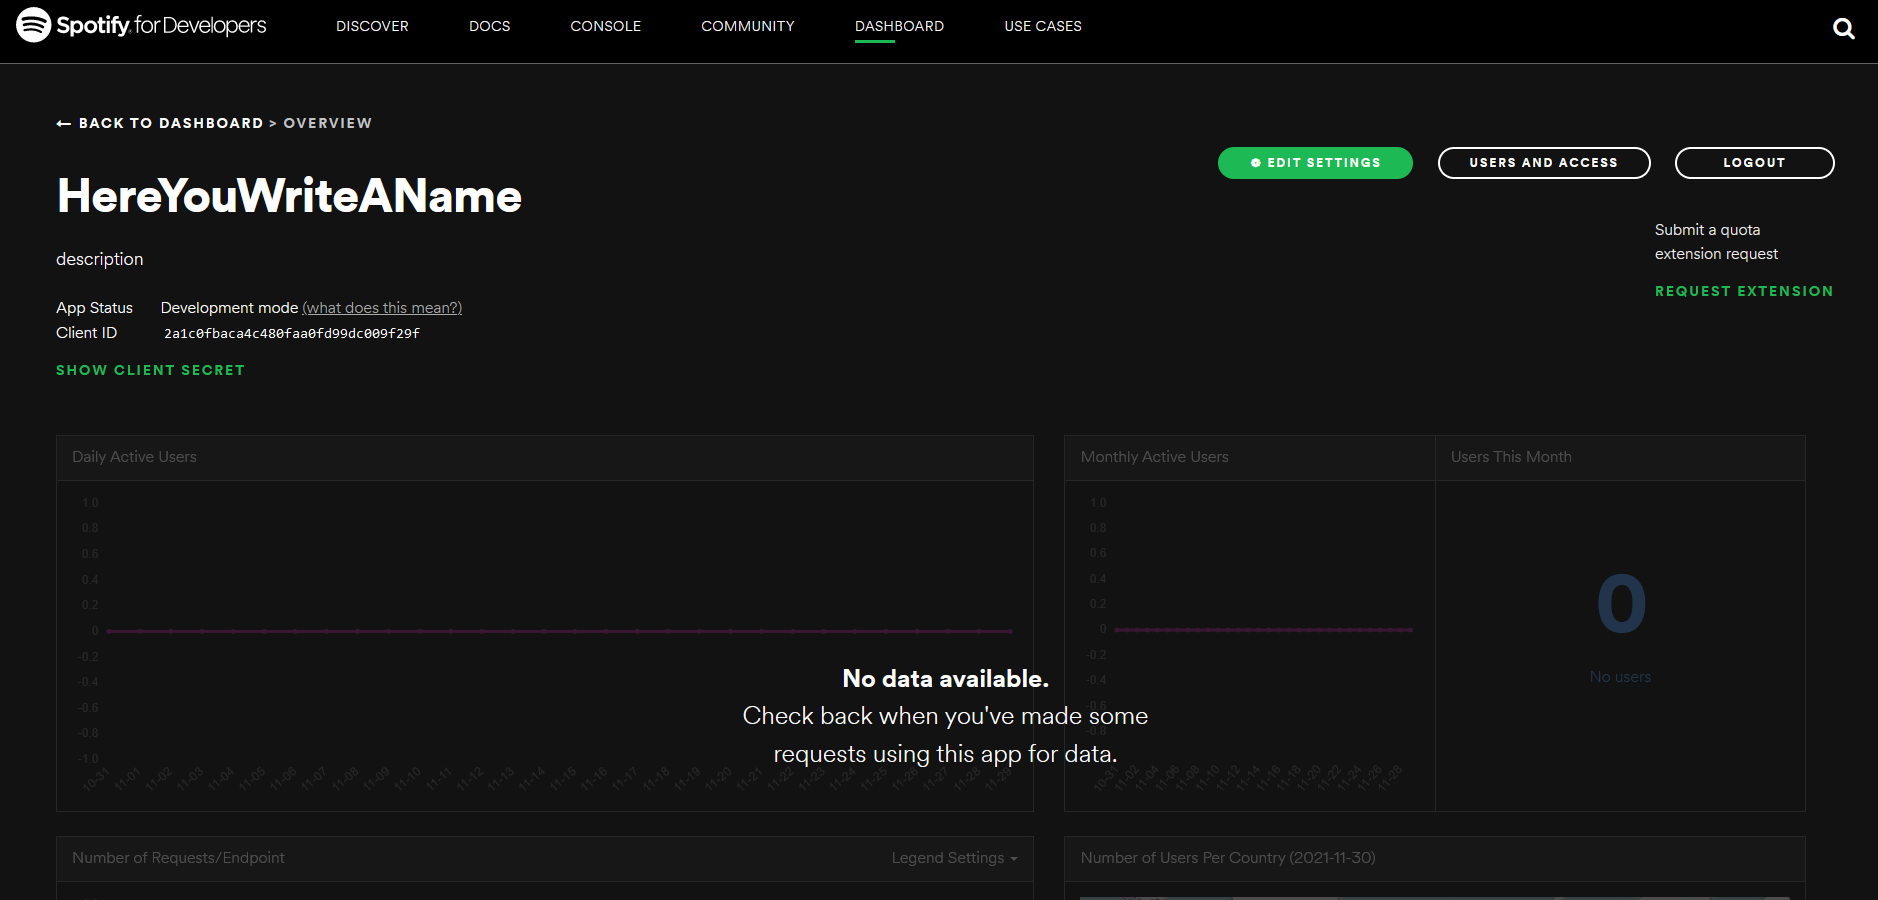 Spotify for Developers
DISCOVER DOCS CONSOLE COMMUNITY DASHBOARD USE CASES
← BACK TO DASHBOARD > OVERVIEW
EDIT SETTINGS USERS AND ACCESS LOGOUT
HereYouWriteAName
Submit a quota
extension request
REQUEST EXTENSION
description
App Status Development mode (what does this mean?)
Client ID 2a1c0fbaca4c480faa0fd99dc009f29f
SHOW CLIENT SECRET
Daily Active Users
1.0
0.8
0.6
0.4
0.2
0
-0.2
-0.4
-0.6
-0.8
-1.0
10-31 11-01 11-02 11-03 11-04 11-05 11-06 11-07 11-08 11-09 11-10 11-11 11-12 11-13 11-14 11-15 11-16 11-17 11-18 11-19 11-20 11-21 11-22 11-23 11-24 11-25 11-26 11-27 11-28 11-29
Monthly Active Users
1.0
0.8
0.6
0.4
0.2
0
-0.2
-0.4
-0.6
-0.8
10-31 11-02 11-04 11-06 11-08 11-10 11-12 11-14 11-16 11-18 11-20 11-22 11-24 11-26 11-28
Users This Month
0
No users
No data available.
Check back when you've made some
requests using this app for data.
Number of Requests/Endpoint Legend Settings
Number of Users Per Country (2021-11-30)